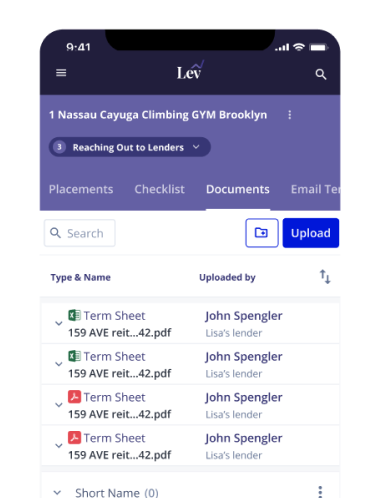 9:41
Lev
1 Nassau Cayuga Climbing GYM Brooklyn
3 Reaching Out to Lenders
Placements Checklist Documents Email Te
Search Upload
Type & Name Uploaded by
Term Sheet John Spengler
159 AVE reit...42.pdf Lisa's lender
Term Sheet John Spengler
159 AVE reit...42.pdf Lisa's lender
Term Sheet John Spengler
159 AVE reit...42.pdf Lisa's lender
Term Sheet John Spengler
159 AVE reit...42.pdf Lisa's lender
Short Name (0)